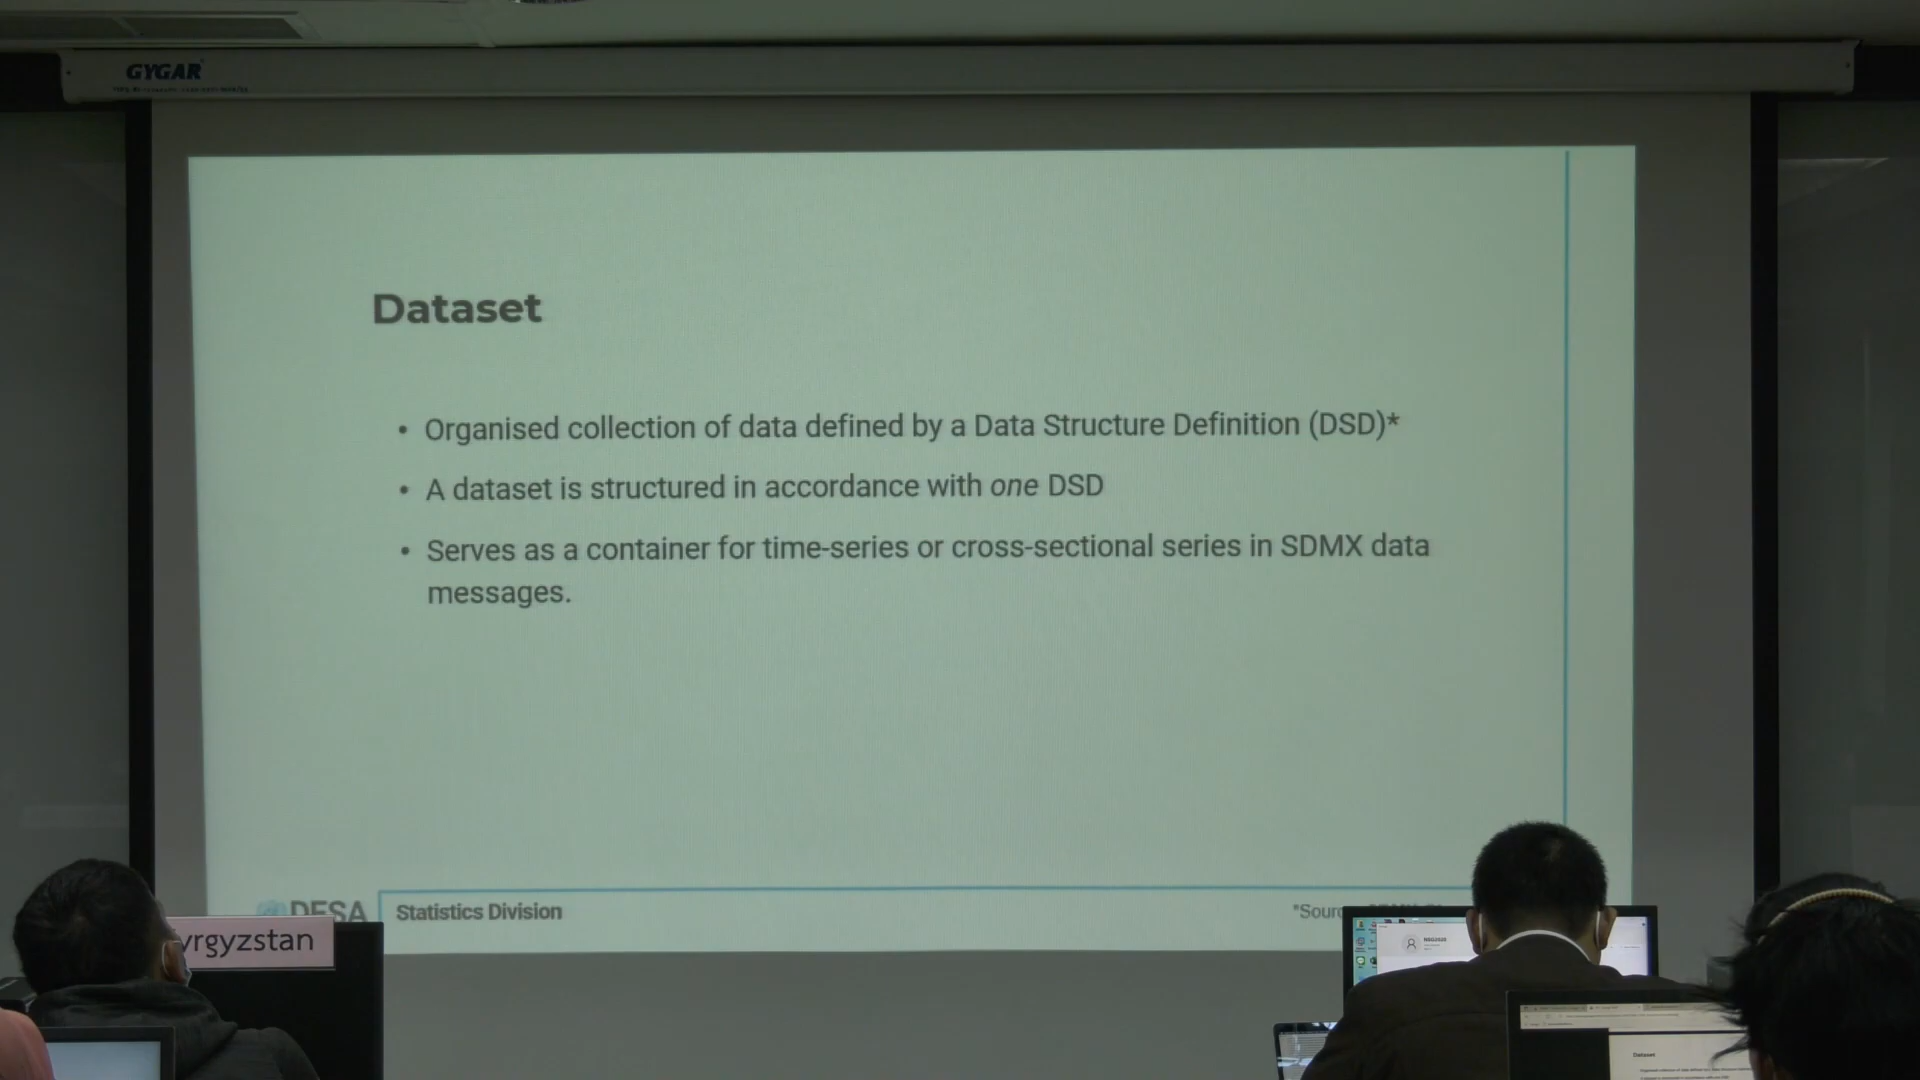 GYGAR
Dataset
• Organised collection of data defined by a Data Structure Definition (DSD)*
• A dataset is structured in accordance with one DSD
• Serves as a container for time-series or cross-sectional series in SDMX data
messages.
DESA
Statistics Division
yrgyzstan
Dataset